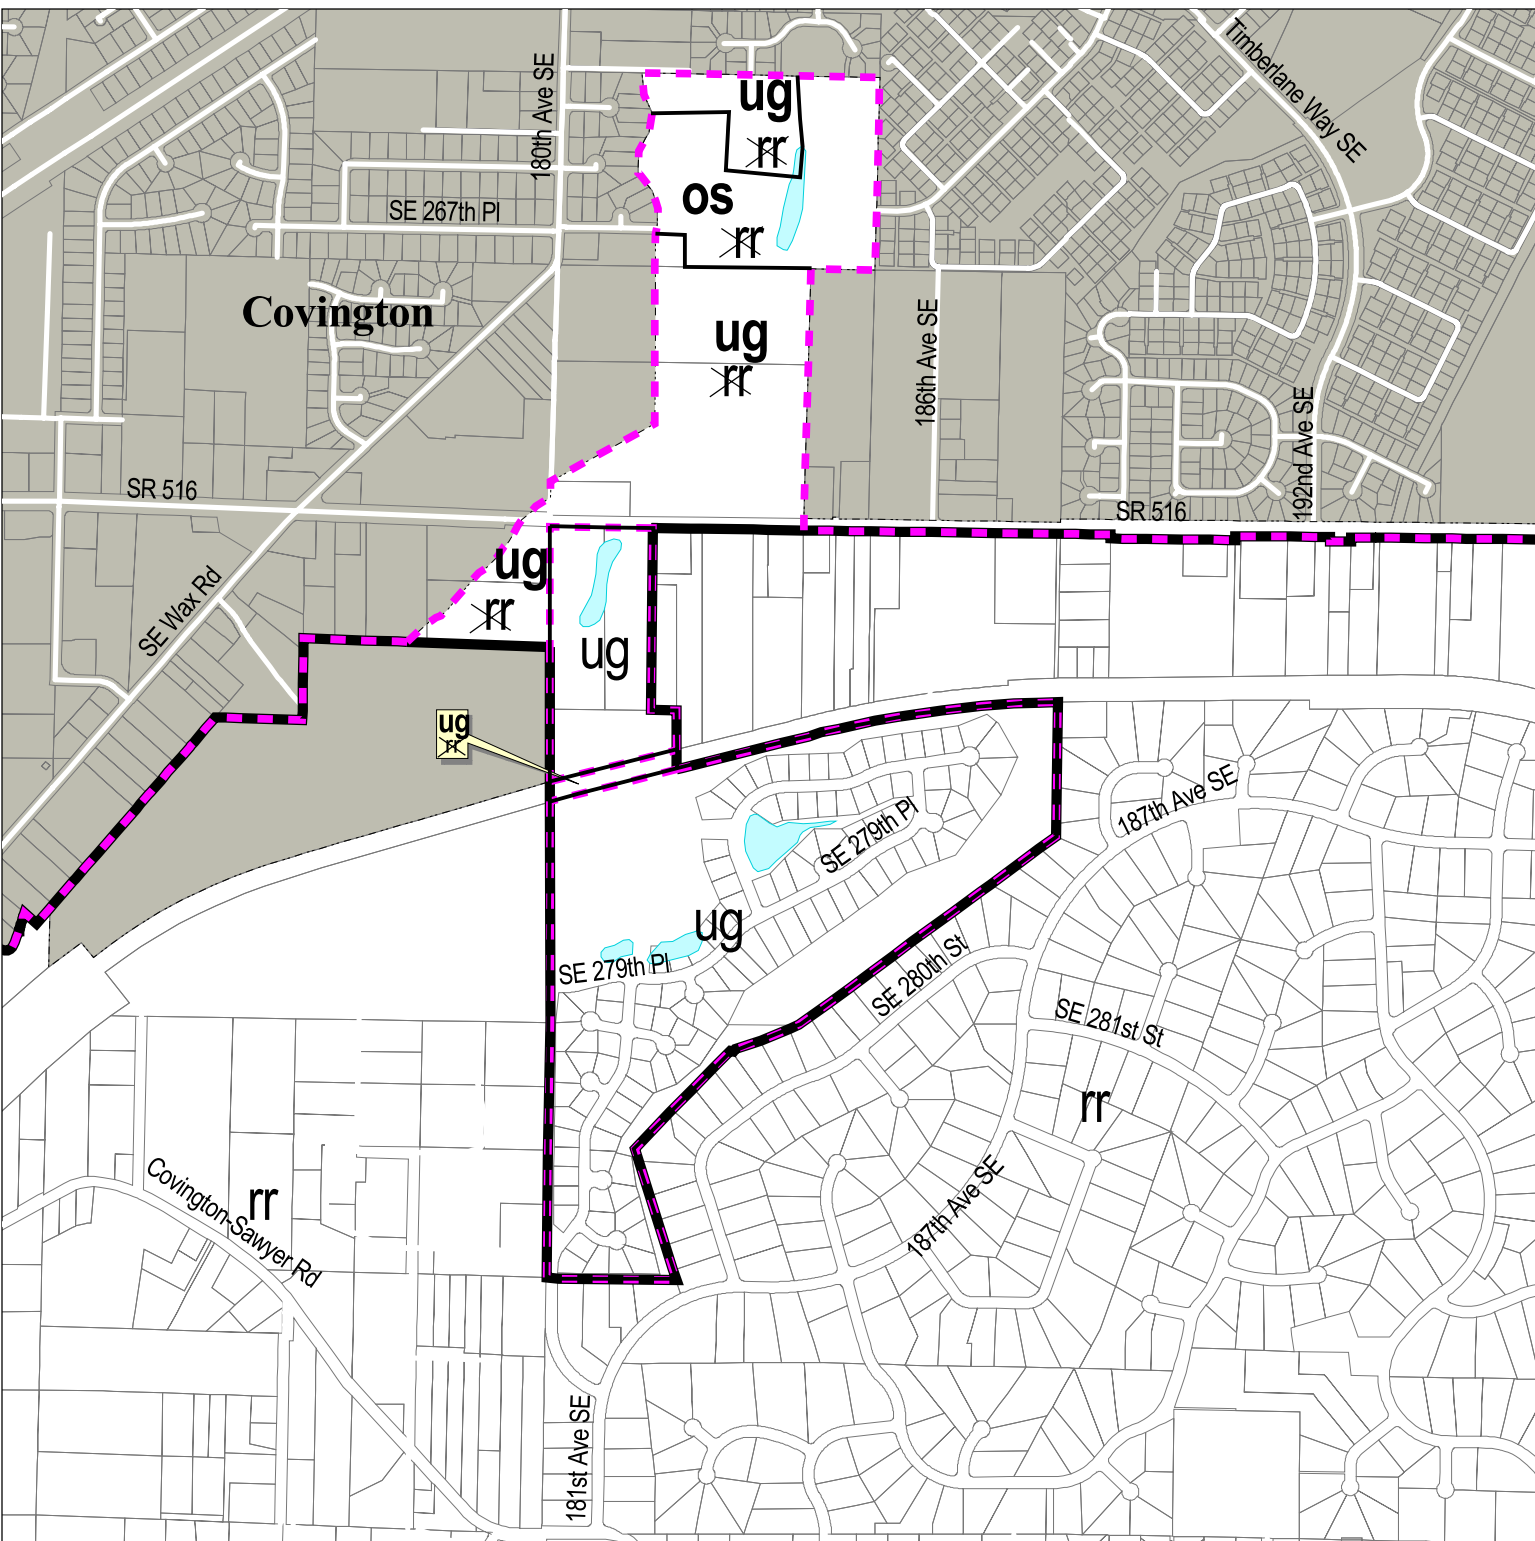 Timberlane Way SE
180th Ave SE
ug
rr
os
rr
SE 267th Pl
Covington
ug
rr
186th Ave SE
192nd Ave SE
SR 516
SR 516
ug
rr
SE Wax Rd
ug
ug
rr
187th Ave SE
SE 279th Pl
ug
SE 279th Pl
SE 280th St
SE 281st St
rr
187th Ave SE
rr
Covington-Sawyer Rd
181st Ave SE